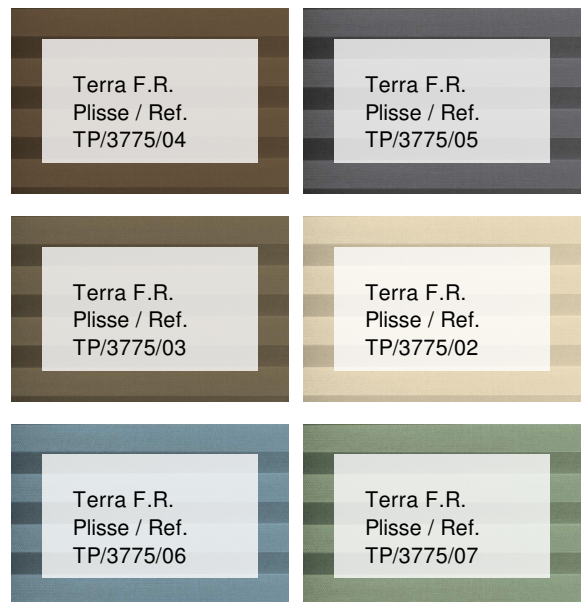 Terra F.R.
Plisse / Ref.
TP/3775/04
Terra F.R.
Plisse / Ref.
TP/3775/05
Terra F.R.
Plisse / Ref.
TP/3775/03
Terra F.R.
Plisse / Ref.
TP/3775/02
Terra F.R.
Plisse / Ref.
TP/3775/06
Terra F.R.
Plisse / Ref.
TP/3775/07